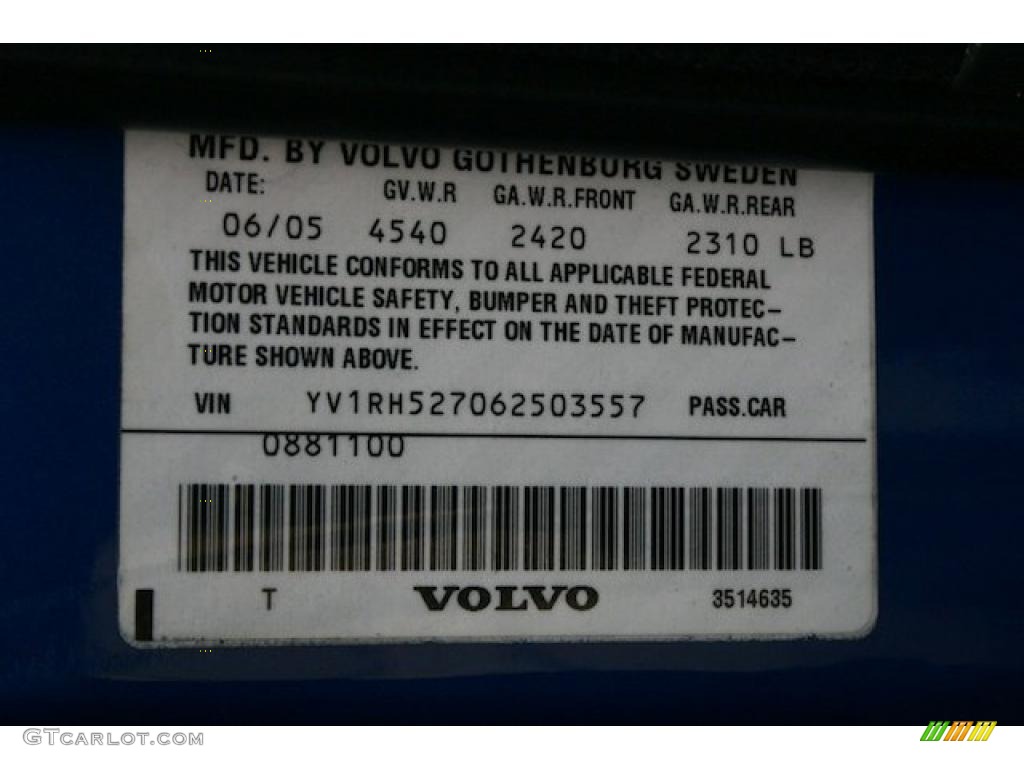 MFD. BY VOLVO GOTHENBURG SWEDEN
DATE: GV.W.R GA.W.R.FRONT GA.W.R.REAR
06/05 4540 2420 2310 LB
THIS VEHICLE CONFORMS TO ALL APPLICABLE FEDERAL
MOTOR VEHICLE SAFETY, BUMPER AND THEFT PROTEC-
TION STANDARDS IN EFFECT ON THE DATE OF MANUFAC-
TURE SHOWN ABOVE.
VIN YV1RH527062503557 PASS.CAR
0881100
T VOLVO 3514635
GTCARLOT.COM